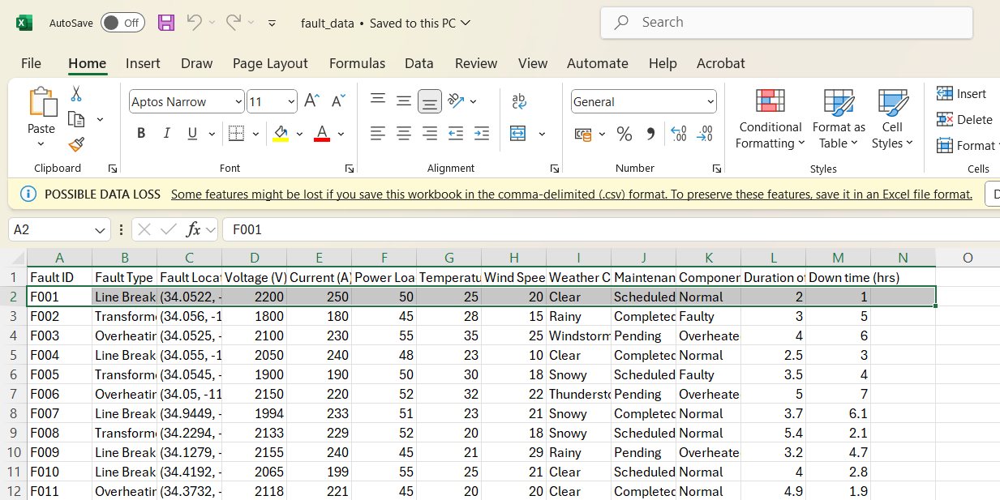 AutoSave Off fault_data • Saved to this PC Search
File Home Insert Draw Page Layout Formulas Data Review View Automate Help Acrobat
Paste Aptos Narrow 11 A A ab General Conditional Formatting Format as Table Cell Styles Insert Delete Format
B I U A % .00 .00
Clipboard Font Alignment Number Styles Cells
POSSIBLE DATA LOSS Some features might be lost if you save this workbook in the comma-delimited (.csv) format. To preserve these features, save it in an Excel file format.
A2 fx F001
A B C D E F G H I J K L M N O
1 Fault ID Fault Type Fault Locat Voltage (V) Current (A) Power Loa Temperatu Wind Spee Weather C Maintenan Componen Duration of Down time (hrs)
2 F001 Line Break (34.0522, - 2200 250 50 25 20 Clear Scheduled Normal 2 1
3 F002 Transform (34.056, -1 1800 180 45 28 15 Rainy Completed Faulty 3 5
4 F003 Overheatin (34.0525, - 2100 230 55 35 25 Windstorm Pending Overheate 4 6
5 F004 Line Break (34.055, -1 2050 240 48 23 10 Clear Completed Normal 2.5 3
6 F005 Transform (34.0545, - 1900 190 50 30 18 Snowy Scheduled Faulty 3.5 4
7 F006 Overheatin (34.05, -11 2150 220 52 32 22 Thundersto Pending Overheate 5 7
8 F007 Line Break (34.9449, - 1994 233 51 23 21 Snowy Completed Normal 3.7 6.1
9 F008 Transform (34.2294, - 2133 229 52 20 18 Snowy Scheduled Normal 5.4 2.1
10 F009 Line Break (34.1279, - 2155 240 45 21 29 Rainy Pending Overheate 3.2 4.7
11 F010 Line Break (34.4192, - 2065 199 55 25 21 Clear Scheduled Normal 4 2.8
12 F011 Overheatin (34.3732, - 2118 221 45 20 20 Clear Completed Normal 4.9 1.9